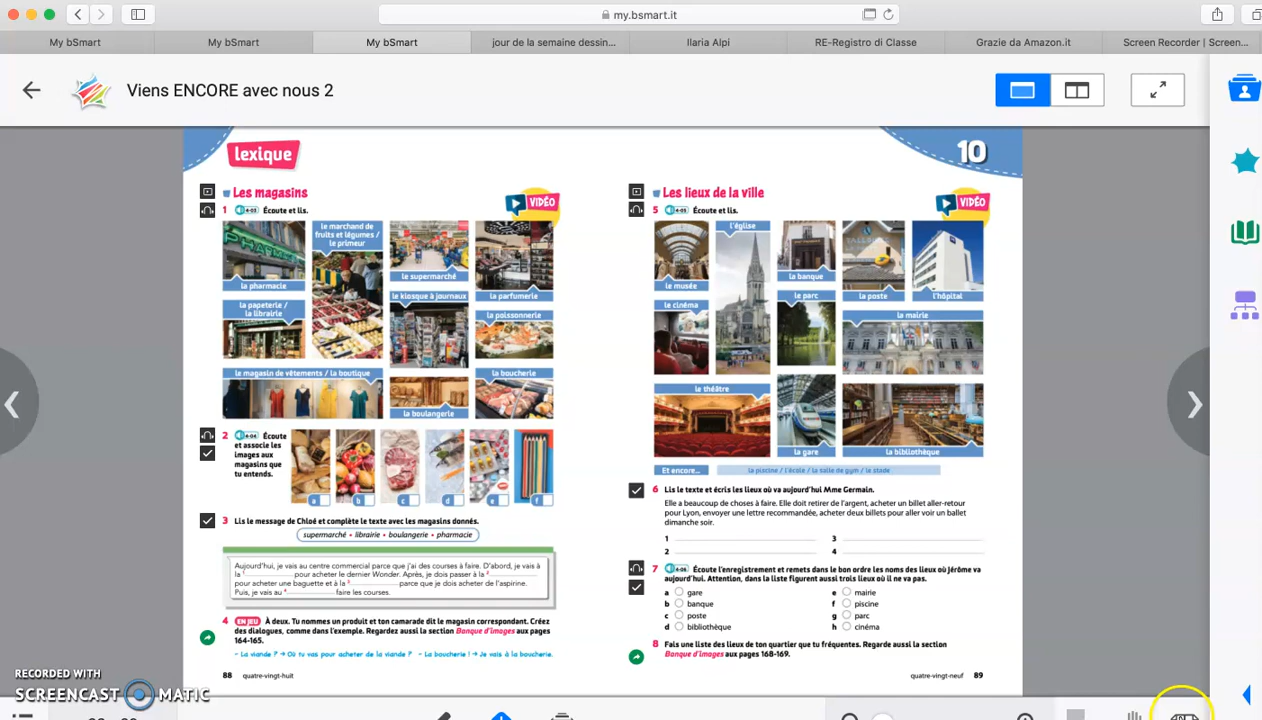 my.bsmart.it
My bSmart
My bSmart
My bSmart
jour de la semaine dessin...
Ilaria Alpi
RE-Registro di Classe
Grazie da Amazon.it
Screen Recorder | Screen...
Viens ENCORE avec nous 2
lexique
Les magasins
VIDÉO
1 4-03 Écoute et lis.
le marchand de
fruits et légumes /
le primeur
la pharmacie
le supermarché
la parfumerie
la papeterie /
la librairie
le kiosque à journaux
la poissonnerie
le magasin de vêtements / la boutique
la boulangerie
la boucherie
2 4-04 Écoute
et associe les
images aux
magasins que
tu entends.
a
b
c
d
e
f
3 Lis le message de Chloé et complète le texte avec les magasins donnés.
supermarché • librairie • boulangerie • pharmacie
Aujourd'hui, je vais au centre commercial parce que j'ai des courses à faire. D'abord, je vais à
la 1 pour acheter le dernier Wonder. Après, je dois passer à la 2
pour acheter une baguette et à la 3 parce que je dois acheter de l'aspirine.
Puis, je vais au 4 faire les courses.
4 EN JEU À deux. Tu nommes un produit et ton camarade dit le magasin correspondant. Créez
des dialogues, comme dans l'exemple. Regardez aussi la section Banque d'images aux pages
164-165.
– La viande ? → Où tu vas pour acheter de la viande ? – La boucherie ! → Je vais à la boucherie.
88 quatre-vingt-huit
10
Les lieux de la ville
VIDÉO
5 4-05 Écoute et lis.
l'église
le musée
la banque
la poste
l'hôpital
le cinéma
le parc
la mairie
le théâtre
la gare
la bibliothèque
Et encore...
la piscine / l'école / la salle de gym / le stade
6 Lis le texte et écris les lieux où va aujourd'hui Mme Germain.
Elle a beaucoup de choses à faire. Elle doit retirer de l'argent, acheter un billet aller-retour
pour Lyon, envoyer une lettre recommandée, acheter deux billets pour aller voir un ballet
dimanche soir.
1
3
2
4
7 4-06 Écoute l'enregistrement et remets dans le bon ordre les noms des lieux où Jérôme va
aujourd'hui. Attention, dans la liste figurent aussi trois lieux où il ne va pas.
a gare
e mairie
b banque
f piscine
c poste
g parc
d bibliothèque
h cinéma
8 Fais une liste des lieux de ton quartier que tu fréquentes. Regarde aussi la section
Banque d'images aux pages 168-169.
quatre-vingt-neuf 89
RECORDED WITH
SCREENCAST MATIC